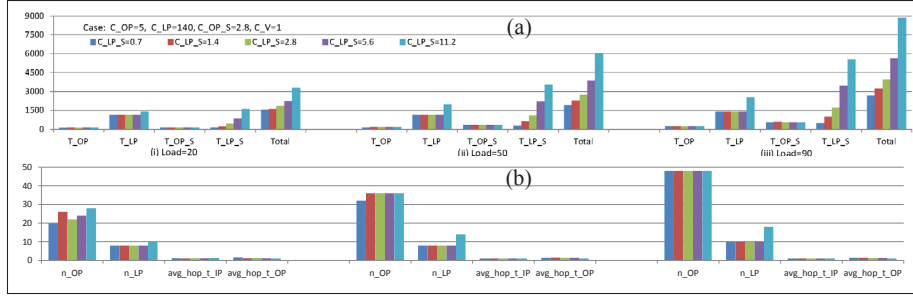 Case: C_OP=5, C_LP=140, C_OP_S=2.8, C_V=1
(a)
C_LP_S=0.7 C_LP_S=1.4 C_LP_S=2.8 C_LP_S=5.6 C_LP_S=11.2
9000
7500
6000
4500
3000
1500
0
T_OP T_LP T_OP_S T_LP_S Total T_OP T_LP T_OP_S T_LP_S Total T_OP T_LP T_OP_S T_LP_S Total
(i) Load=20 (ii) Load=50 (iii) Load=90
(b)
50
40
30
20
10
0
n_OP n_LP avg_hop_t_IP avg_hop_t_OP n_OP n_LP avg_hop_t_IP avg_hop_t_OP n_OP n_LP avg_hop_t_IP avg_hop_t_OP